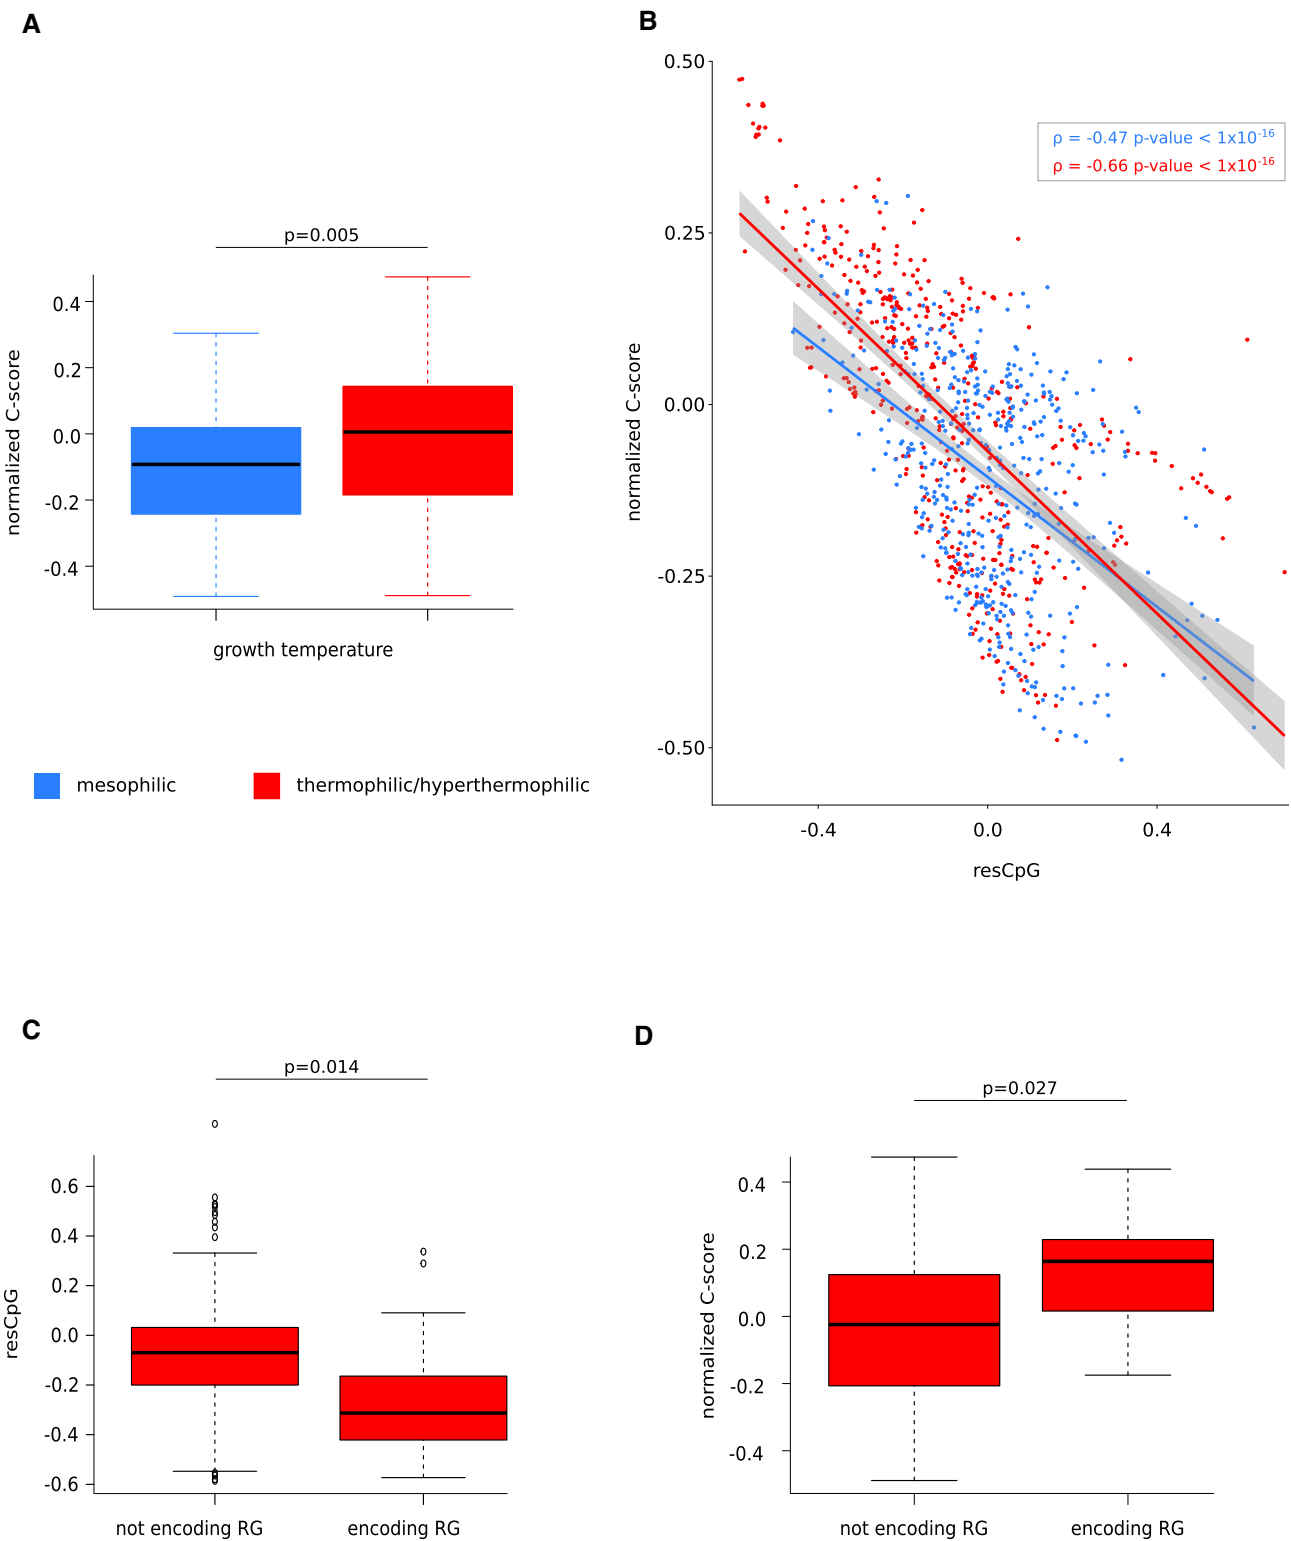 A
p=0.005
normalized C-score
0.4
0.2
0.0
-0.2
-0.4
growth temperature
mesophilic
thermophilic/hyperthermophilic
B
0.50
0.25
0.00
-0.25
-0.50
normalized C-score
ρ = -0.47 p-value < 1x10⁻¹⁶
ρ = -0.66 p-value < 1x10⁻¹⁶
-0.4 0.0 0.4
resCpG
C
p=0.014
resCpG
0.6
0.4
0.2
0.0
-0.2
-0.4
-0.6
not encoding RG encoding RG
D
p=0.027
normalized C-score
0.4
0.2
0.0
-0.2
-0.4
not encoding RG encoding RG